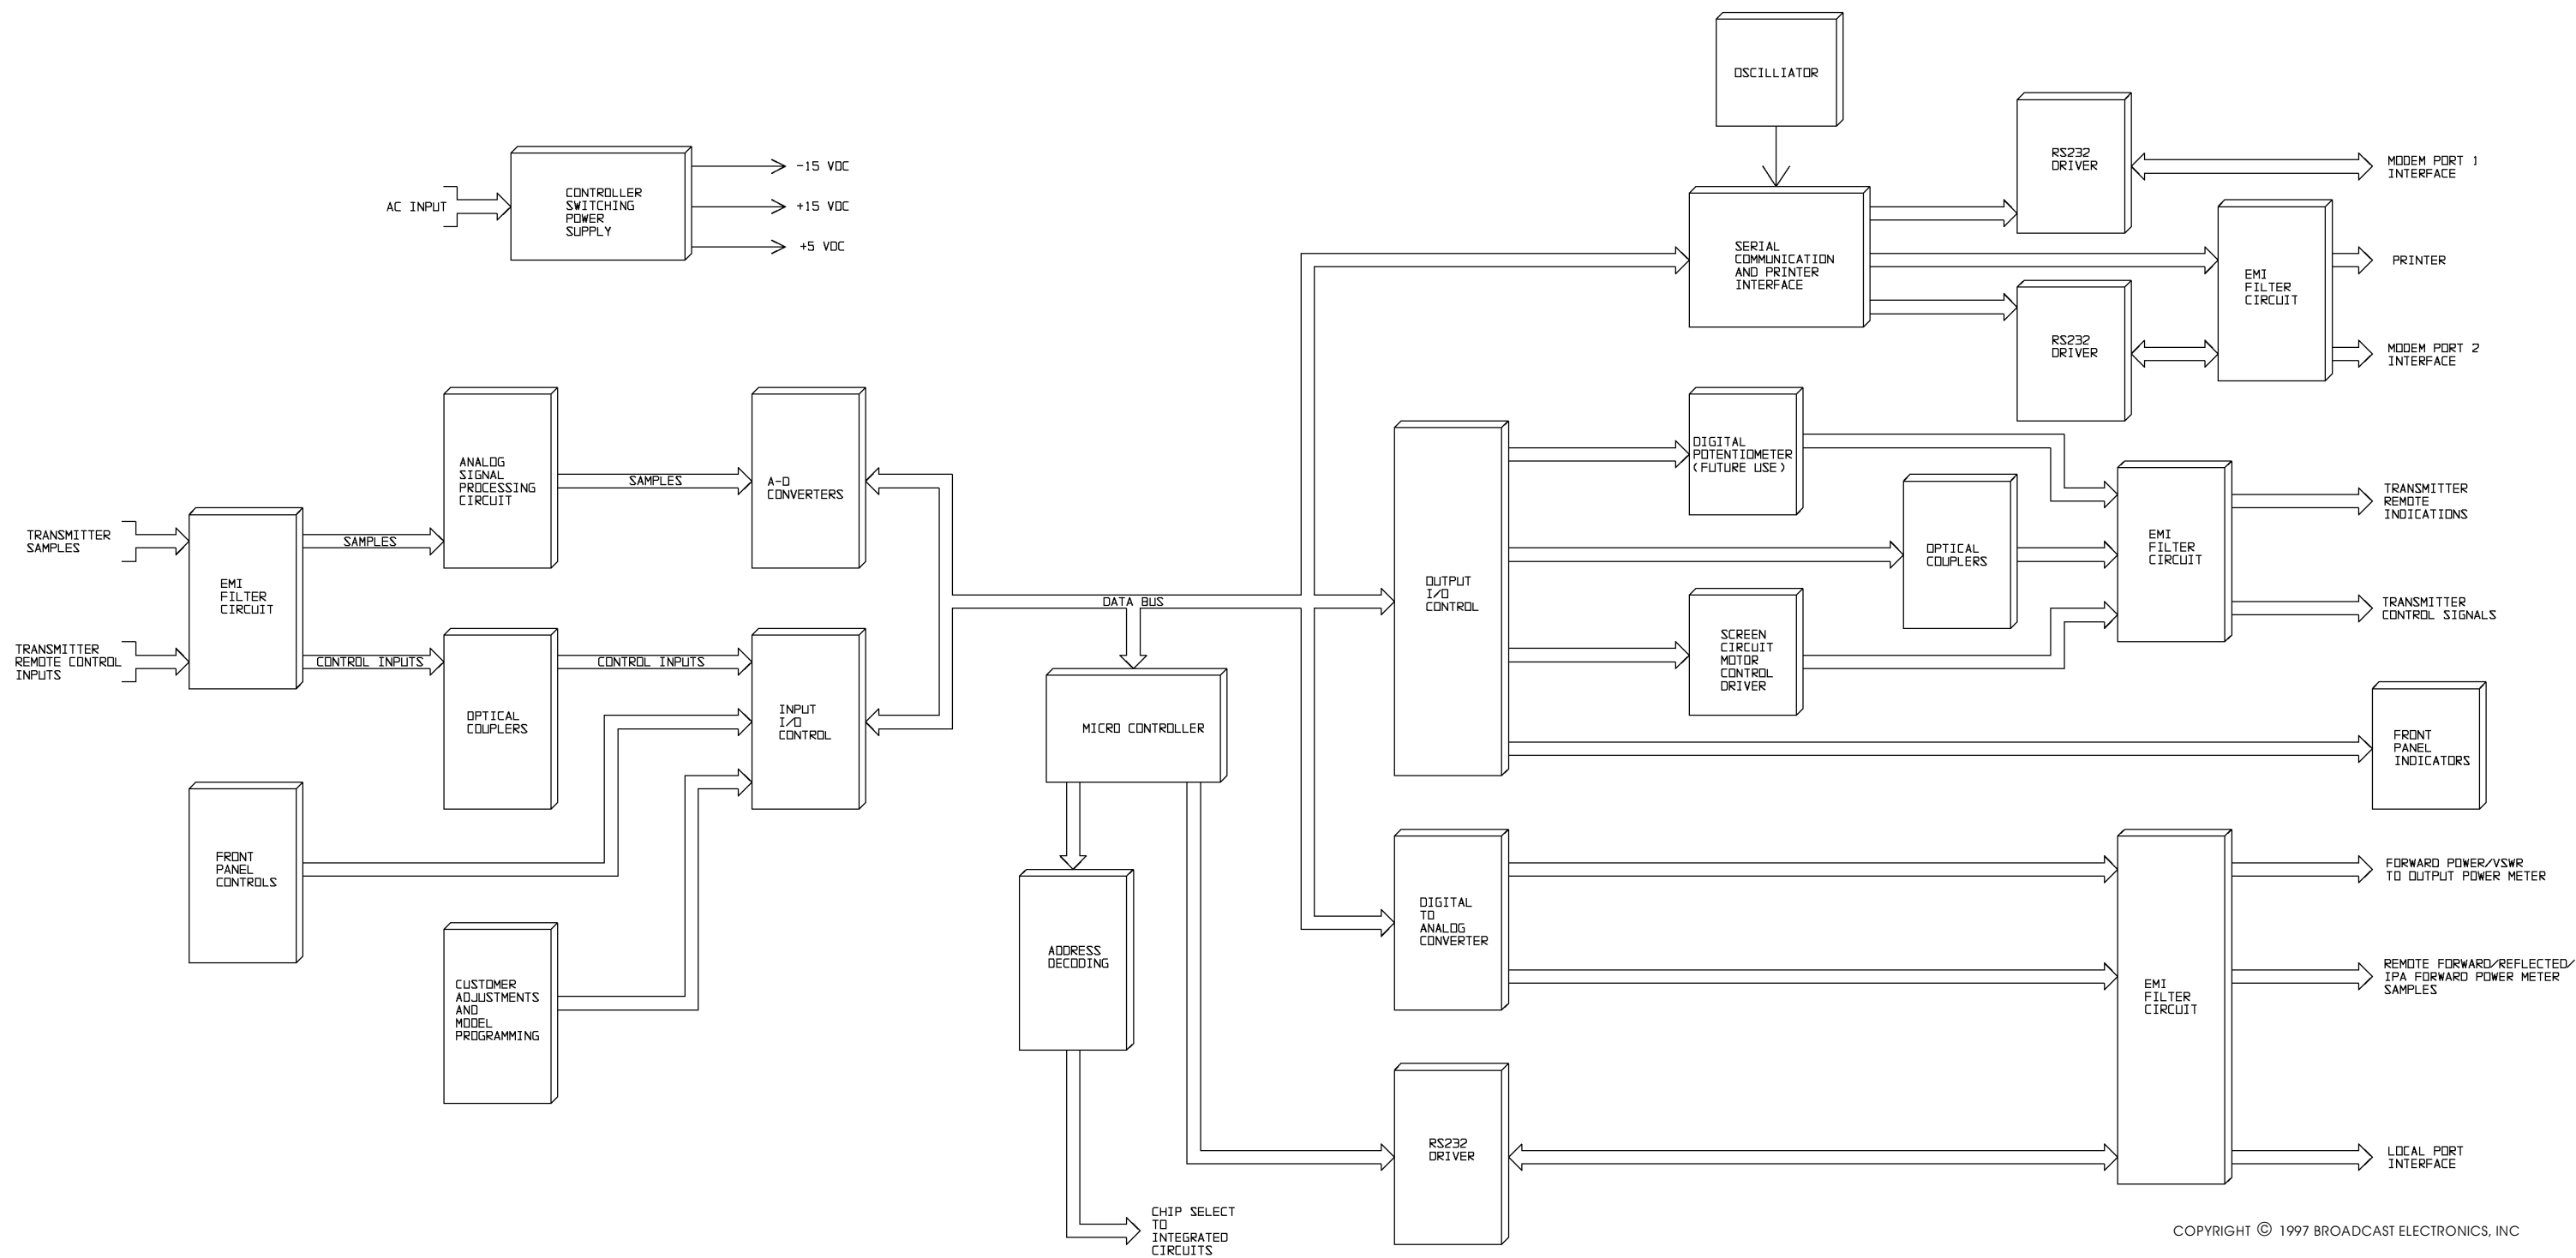 OSCILLIATOR
RS232
DRIVER
MODEM PORT 1
INTERFACE
-15 VDC
+15 VDC
+5 VDC
AC INPUT
CONTROLLER
SWITCHING
POWER
SUPPLY
SERIAL
COMMUNICATION
AND PRINTER
INTERFACE
EMI
FILTER
CIRCUIT
PRINTER
RS232
DRIVER
MODEM PORT 2
INTERFACE
ANALOG
SIGNAL
PROCESSING
CIRCUIT
SAMPLES
A-D
CONVERTERS
DIGITAL
POTENTIOMETER
(FUTURE USE)
TRANSMITTER
REMOTE
INDICATIONS
TRANSMITTER
SAMPLES
SAMPLES
EMI
FILTER
CIRCUIT
OPTICAL
COUPLERS
EMI
FILTER
CIRCUIT
OUTPUT
I/O
CONTROL
DATA BUS
TRANSMITTER
CONTROL SIGNALS
TRANSMITTER
REMOTE CONTROL
INPUTS
CONTROL INPUTS
CONTROL INPUTS
SCREEN
CIRCUIT
MOTOR
CONTROL
DRIVER
OPTICAL
COUPLERS
INPUT
I/O
CONTROL
MICRO CONTROLLER
FRONT
PANEL
INDICATORS
FRONT
PANEL
CONTROLS
FORWARD POWER/VSWR
TO OUTPUT POWER METER
DIGITAL
TO
ANALOG
CONVERTER
ADDRESS
DECODING
CUSTOMER
ADJUSTMENTS
AND
MODEL
PROGRAMMING
EMI
FILTER
CIRCUIT
REMOTE FORWARD/REFLECTED/
IPA FORWARD POWER METER
SAMPLES
RS232
DRIVER
LOCAL PORT
INTERFACE
CHIP SELECT
TO
INTEGRATED
CIRCUITS
COPYRIGHT © 1997 BROADCAST ELECTRONICS, INC